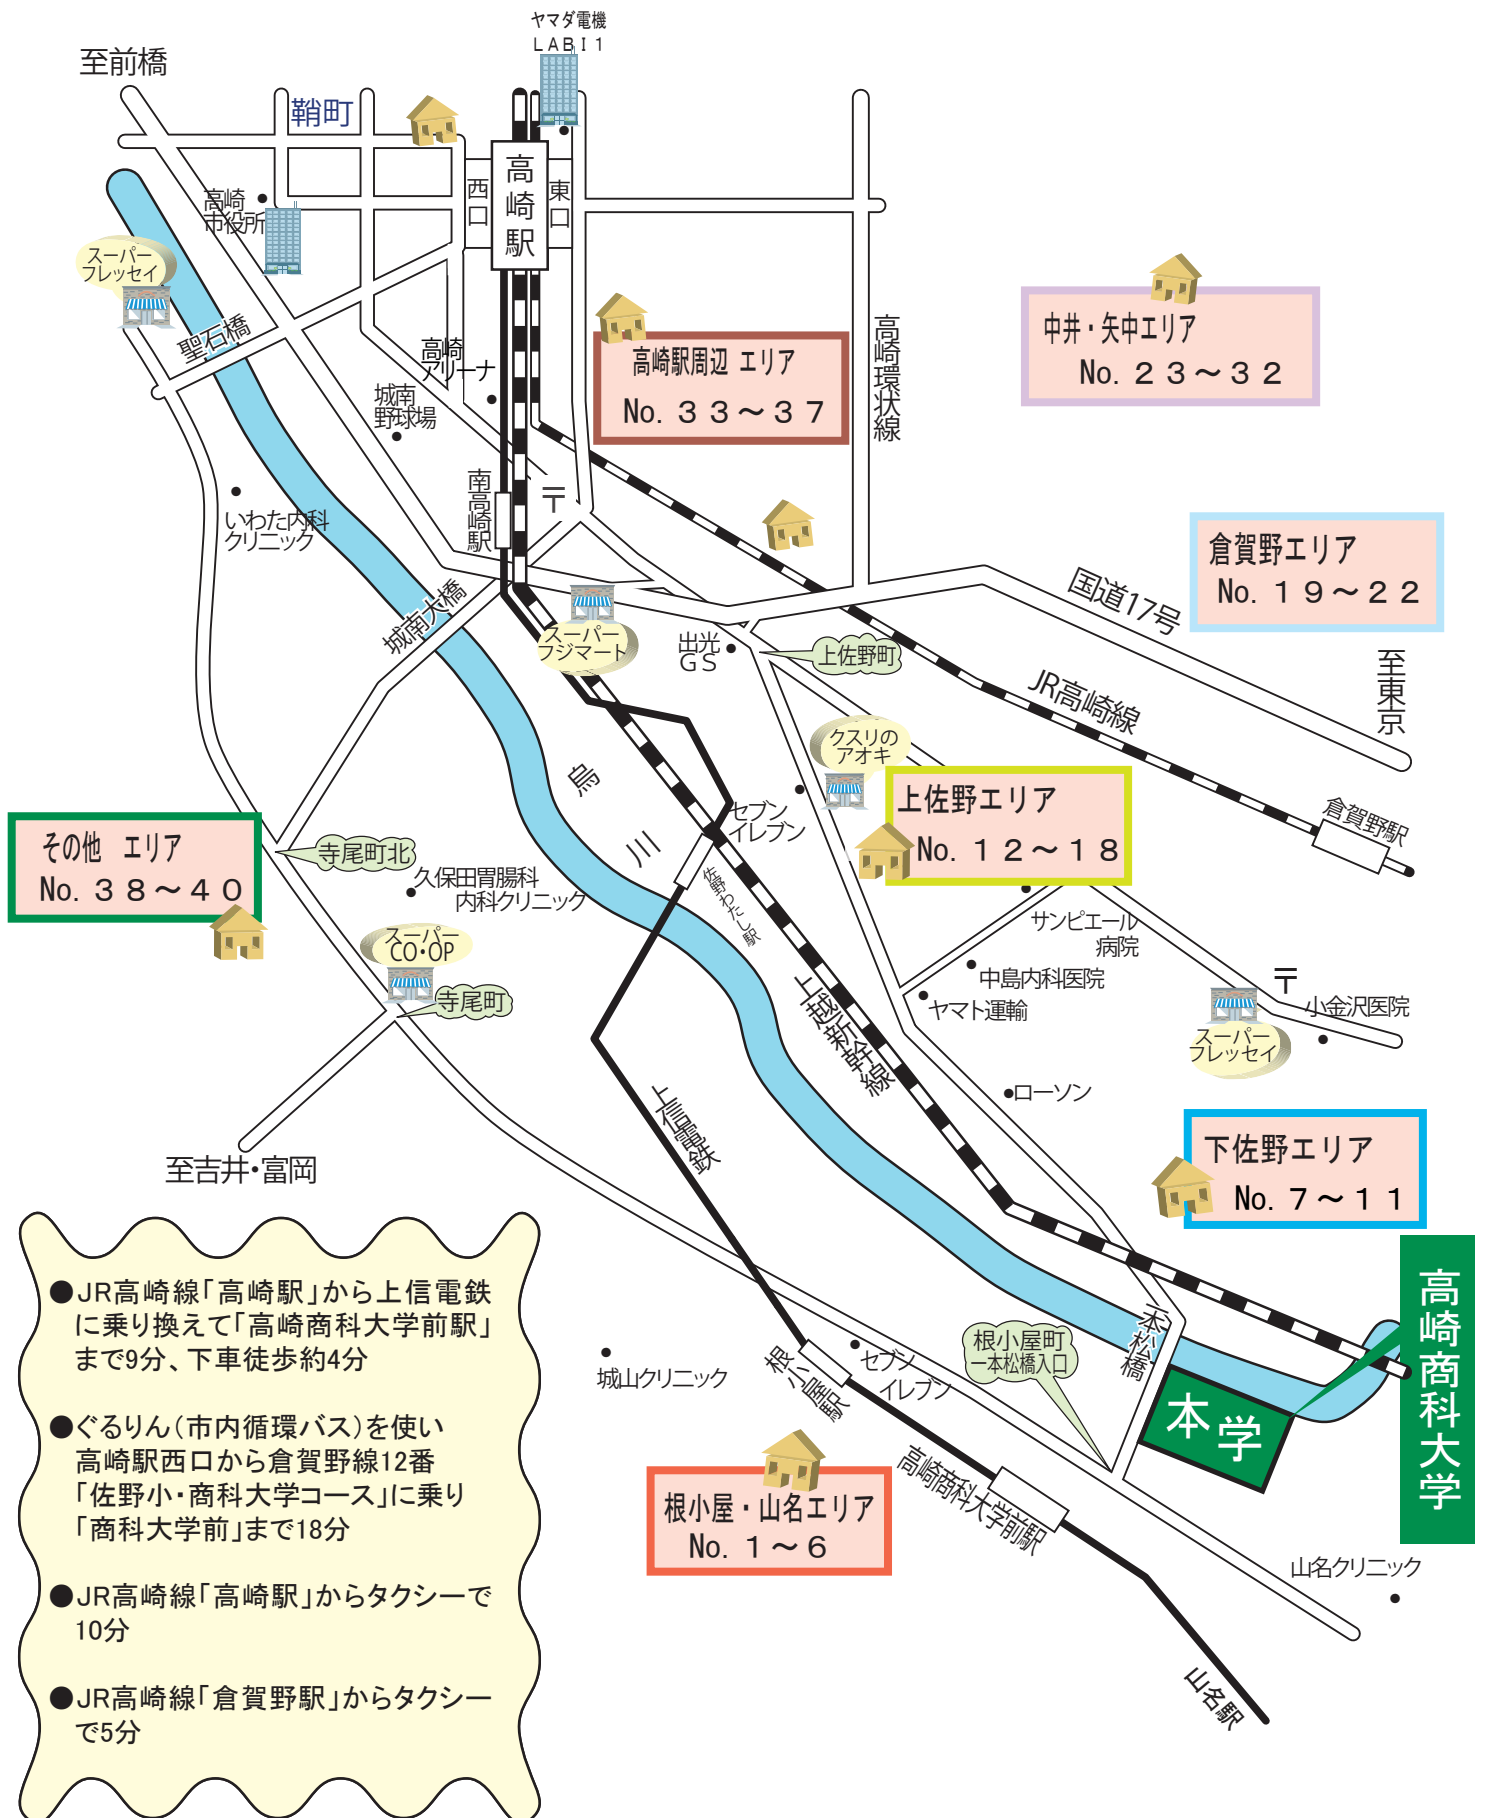 ヤマダ電機
ＬＡＢＩ１
至前橋
鞘町
高崎駅
西口
東口
高崎
市役所
スーパー
フレッセイ
聖石橋
高崎
アリーナ
城南
野球場
高崎環状線
高崎駅周辺 エリア
No. ３３～３７
中井・矢中エリア
No. ２３～３２
南高崎駅
〒
いわた内科
クリニック
倉賀野エリア
No. １９～２２
国道17号
城南大橋
スーパー
フジマート
出光
ＧＳ
上佐野町
至東京
JR高崎線
クスリの
アオキ
烏川
セブン
イレブン
上佐野エリア
No. １２～１８
倉賀野駅
その他 エリア
No. ３８～４０
寺尾町北
久保田胃腸科
内科クリニック
佐野わたし駅
サンピエール
病院
スーパー
CO・OP
寺尾町
中島内科医院
ヤマト運輸
〒
小金沢医院
スーパー
フレッセイ
上越新幹線
ローソン
上信電鉄
下佐野エリア
No. ７～１１
至吉井・富岡
高崎商科大学
一本松橋
根小屋町
一本松橋入口
城山クリニック
根小屋駅
セブン
イレブン
本学
高崎商科大学前駅
根小屋・山名エリア
No. １～６
山名クリニック
山名駅
●JR高崎線「高崎駅」から上信電鉄
に乗り換えて「高崎商科大学前駅」
まで9分、下車徒歩約4分
●ぐるりん（市内循環バス）を使い
高崎駅西口から倉賀野線12番
「佐野小・商科大学コース」に乗り
「商科大学前」まで18分
●JR高崎線「高崎駅」からタクシーで
10分
●JR高崎線「倉賀野駅」からタクシー
で5分